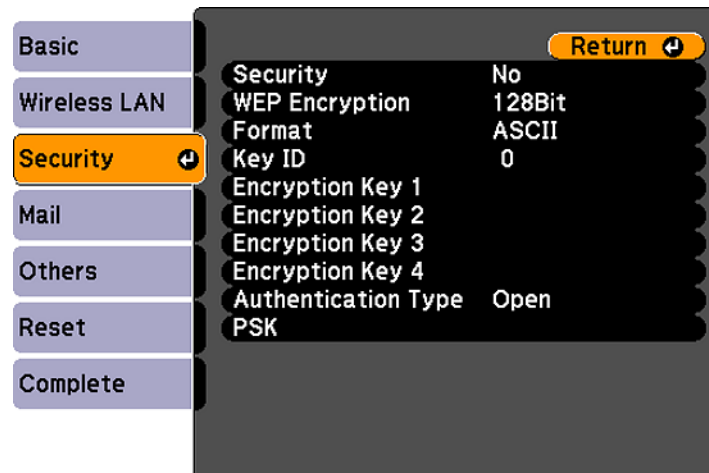 Basic
Wireless LAN
Security
Mail
Others
Reset
Complete
Return
Security No
WEP Encryption 128Bit
Format ASCII
Key ID 0
Encryption Key 1
Encryption Key 2
Encryption Key 3
Encryption Key 4
Authentication Type Open
PSK